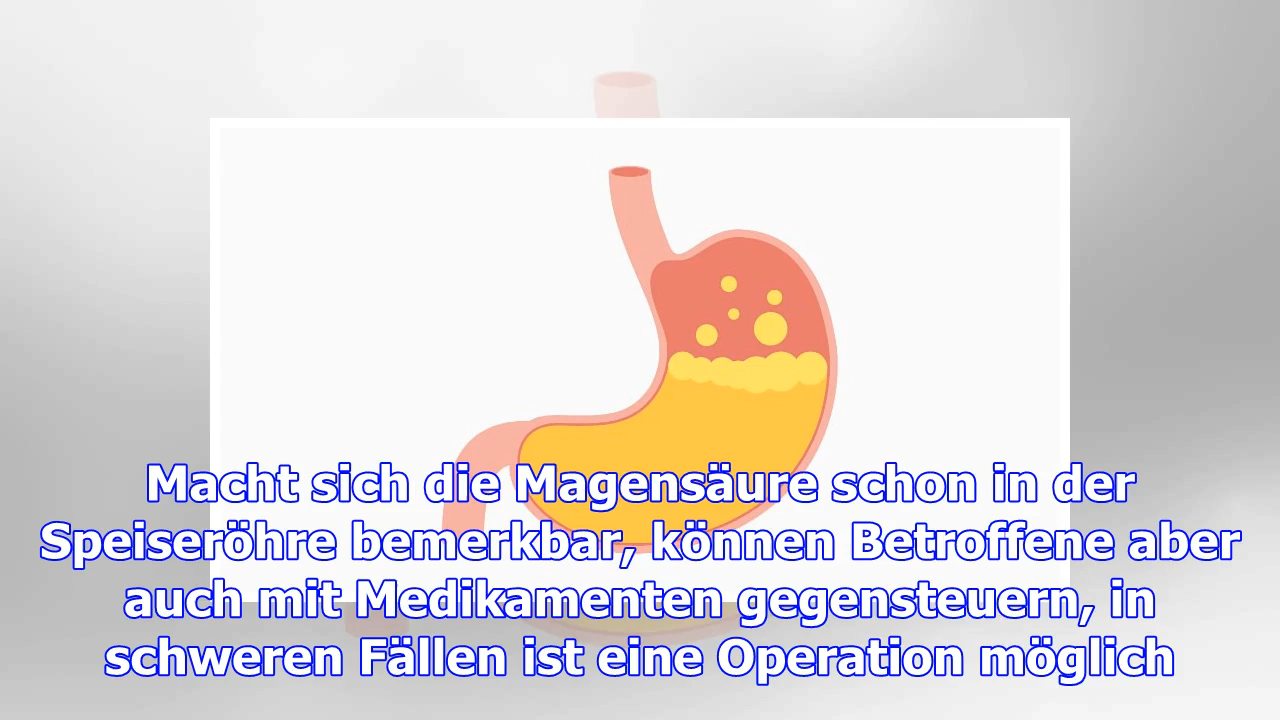 Macht sich die Magensäure schon in der
Speiseröhre bemerkbar, können Betroffene aber
auch mit Medikamenten gegensteuern, in
schweren Fällen ist eine Operation möglich